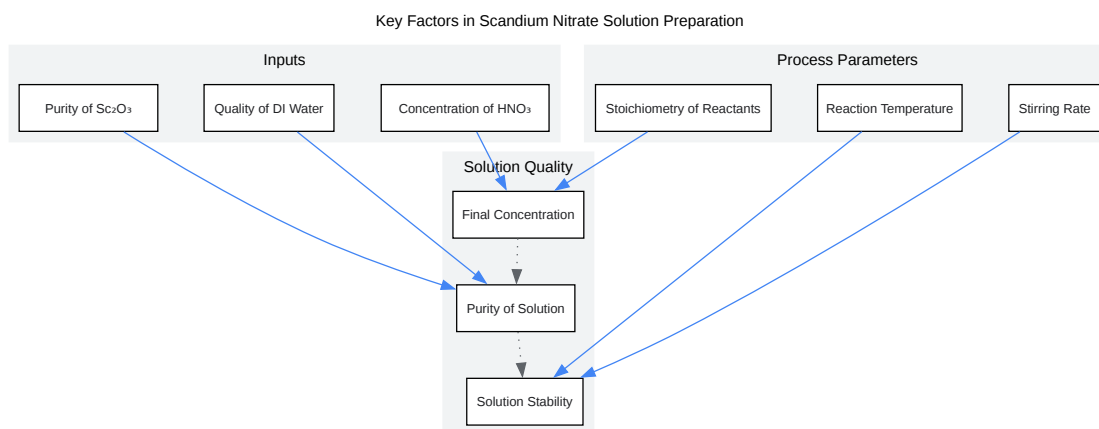 Key Factors in Scandium Nitrate Solution Preparation
Inputs
Process Parameters
Purity of Sc₂O₃
Quality of DI Water
Concentration of HNO₃
Stoichiometry of Reactants
Reaction Temperature
Stirring Rate
Solution Quality
Final Concentration
Purity of Solution
Solution Stability